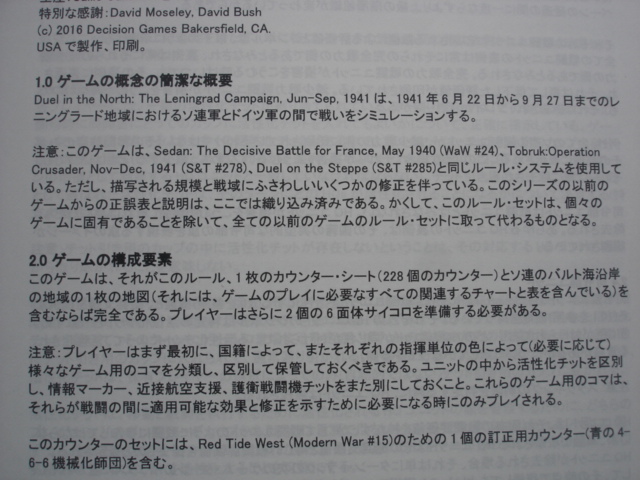 特別な感謝：David Moseley, David Bush
(c) 2016 Decision Games Bakersfield, CA.
USA で製作、印刷。
1.0 ゲームの概念の簡潔な概要
Duel in the North: The Leningrad Campaign, Jun-Sep, 1941 は、1941 年 6 月 22 日から 9 月 27 日までのレ
ニングラード地域におけるソ連軍とドイツ軍の間で戦いをシミュレーションする。
注意：このゲームは、Sedan: The Decisive Battle for France, May 1940 (WaW #24)、Tobruk:Operation
Crusader, Nov-Dec, 1941 (S&T #278)、Duel on the Steppe (S&T #285)と同じルール・システムを使用して
いる。ただし、描写される規模と戦域にふさわしいいくつかの修正を伴っている。このシリーズの以前の
ゲームからの正誤表と説明は、ここでは織り込み済みである。かくして、このルール・セットは、個々の
ゲームに固有であることを除いて、全ての以前のゲームのルール・セットに取って代わるものとなる。
2.0 ゲームの構成要素
このゲームは、それがこのルール、1 枚のカウンター・シート(228 個のカウンター)とソ連のバルト海沿岸
の地域の 1 枚の地図(それには、ゲームのプレイに必要なすべての関連するチャートと表を含んでいる)を
含むならば完全である。プレイヤーはさらに 2 個の 6 面体サイコロを準備する必要がある。
注意：プレイヤーはまず最初に、国籍によって、またそれぞれの指揮単位の色によって(必要に応じて)
様々なゲーム用のコマを分類し、区別して保管しておくべきである。ユニットの中から活性化チットを区別
し、情報マーカー、近接航空支援、護衛戦闘機チットをまた別にしておくこと。これらのゲーム用のコマは、
それらが戦闘の間に適用可能な効果と修正を示すために必要になる時にのみプレイされる。
このカウンターのセットには、Red Tide West (Modern War #15)のための 1 個の訂正用カウンター(青の 4-
6-6 機械化師団)を含む。